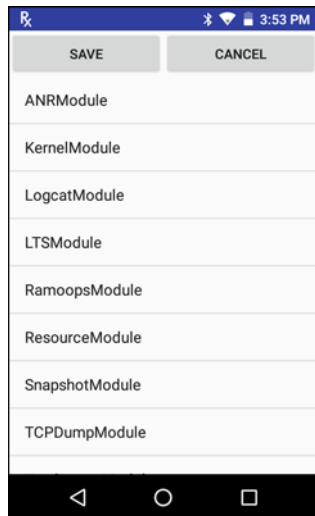 ℞ 3:53 PM
SAVE CANCEL
ANRModule
KernelModule
LogcatModule
LTSModule
RamoopsModule
ResourceModule
SnapshotModule
TCPDumpModule